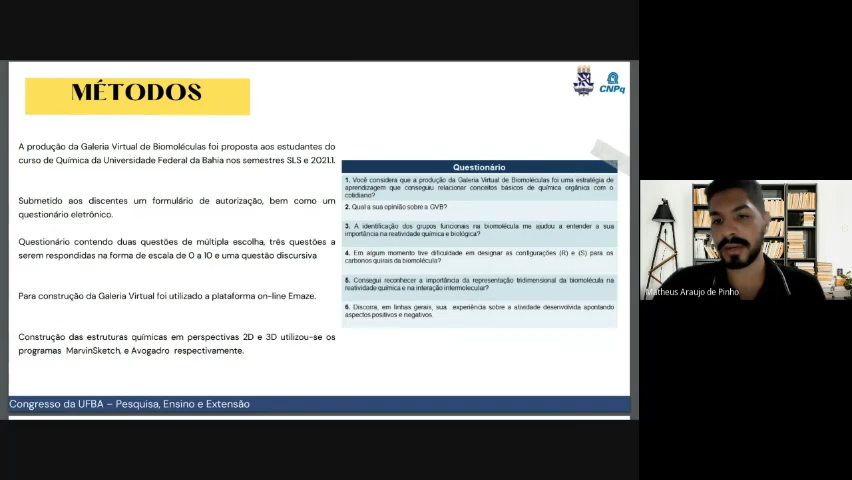 MÉTODOS
CNPq
A produção da Galeria Virtual de Biomoléculas foi proposta aos estudantes do
curso de Química da Universidade Federal da Bahia nos semestres SLS e 2021.1.
Submetido aos discentes um formulário de autorização, bem como um
questionário eletrônico.
Questionário contendo duas questões de múltipla escolha, três questões a
serem respondidas na forma de escala de 0 a 10 e uma questão discursiva
Para construção da Galeria Virtual foi utilizado a plataforma on-line Emaze.
Construção das estruturas químicas em perspectivas 2D e 3D utilizou-se os
programas MarvinSketch, e Avogadro respectivamente.
Questionário
1. Você considera que a produção da Galeria Virtual de Biomoléculas foi uma estratégia de
aprendizagem que conseguiu relacionar conceitos básicos de química orgânica com o
cotidiano?
2. Qual a sua opinião sobre a GVB?
3. A identificação dos grupos funcionais na biomolécula me ajudou a entender a sua
importância na reatividade química e biológica?
4. Em algum momento tive dificuldade em designar as configurações (R) e (S) para os
carbonos quirais da biomolécula?
5. Consegui reconhecer a importância da representação tridimensional da biomolécula na
reatividade química e na interação intermolecular?
6. Discorra, em linhas gerais, sua experiência sobre a atividade desenvolvida apontando
aspectos positivos e negativos.
Congresso da UFBA – Pesquisa, Ensino e Extensão
Matheus Araujo de Pinho